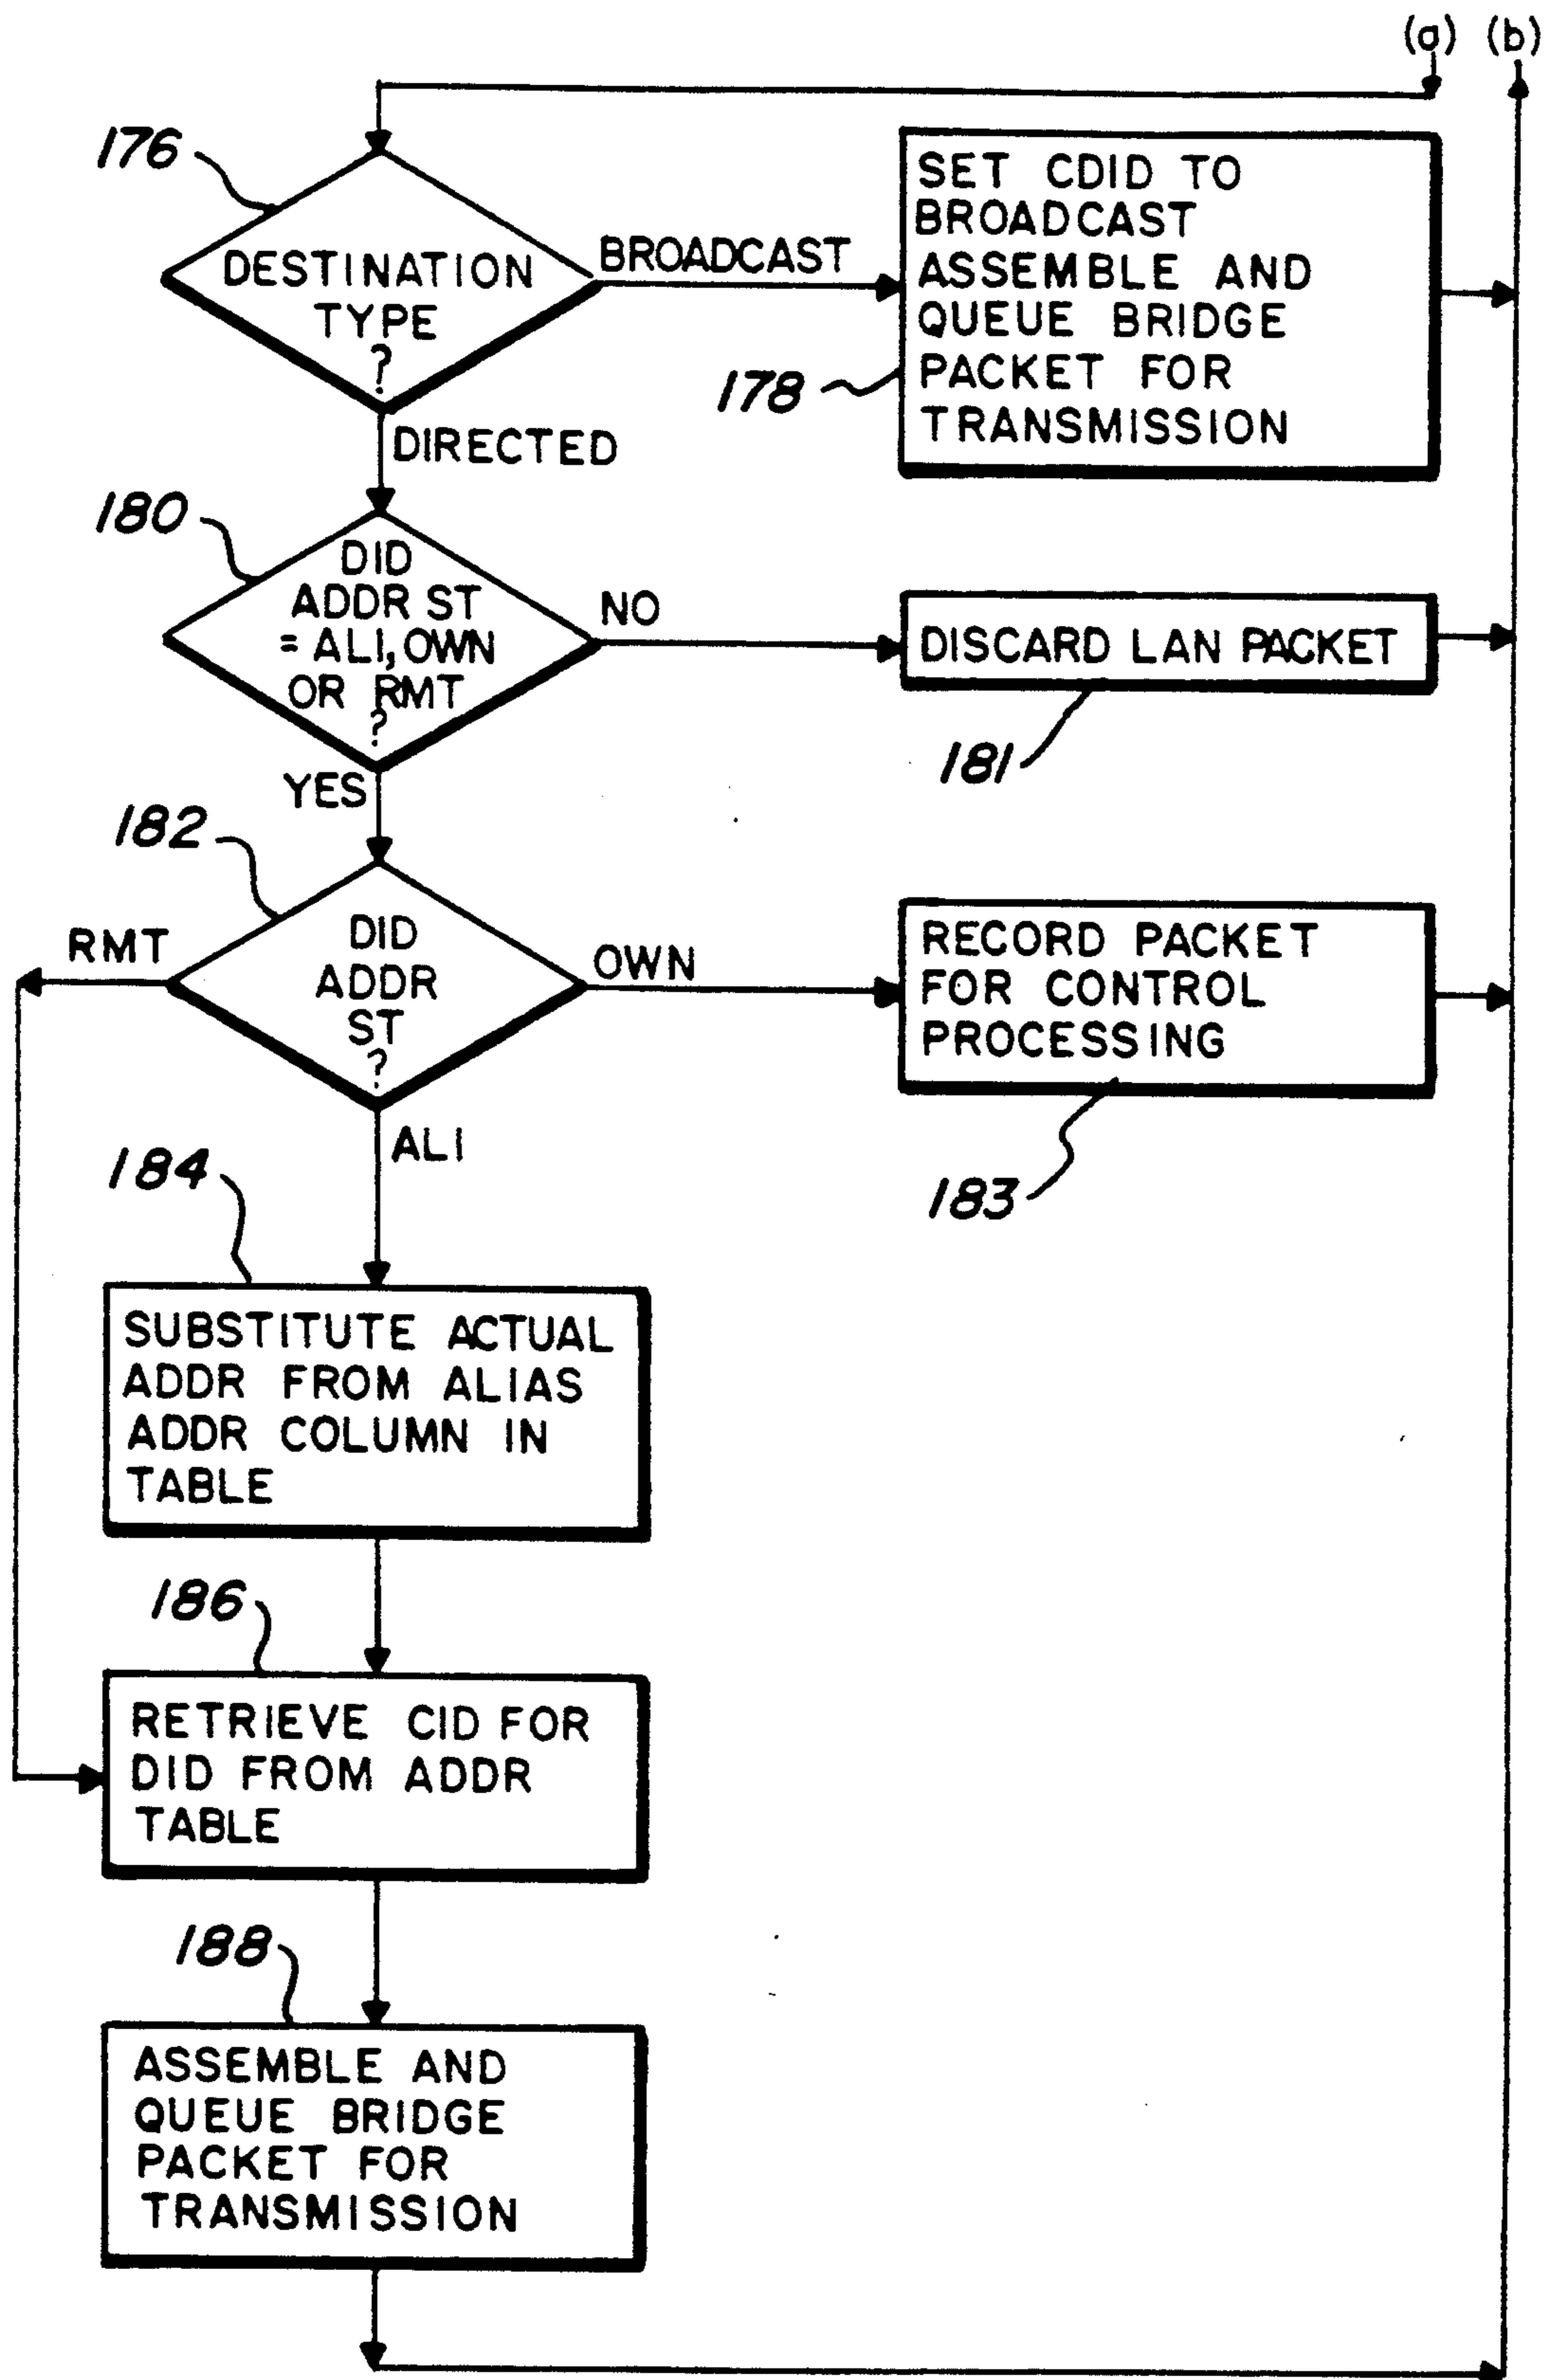 (a) (b)
176
DESTINATION
TYPE
?
BROADCAST
SET CDID TO
BROADCAST
ASSEMBLE AND
QUEUE BRIDGE
PACKET FOR
TRANSMISSION
178
DIRECTED
180
DID
ADDR ST
= ALI, OWN
OR RMT
?
NO
DISCARD LAN PACKET
181
YES
182
RMT
DID
ADDR
ST
?
OWN
RECORD PACKET
FOR CONTROL
PROCESSING
183
ALI
184
SUBSTITUTE ACTUAL
ADDR FROM ALIAS
ADDR COLUMN IN
TABLE
186
RETRIEVE CID FOR
DID FROM ADDR
TABLE
188
ASSEMBLE AND
QUEUE BRIDGE
PACKET FOR
TRANSMISSION